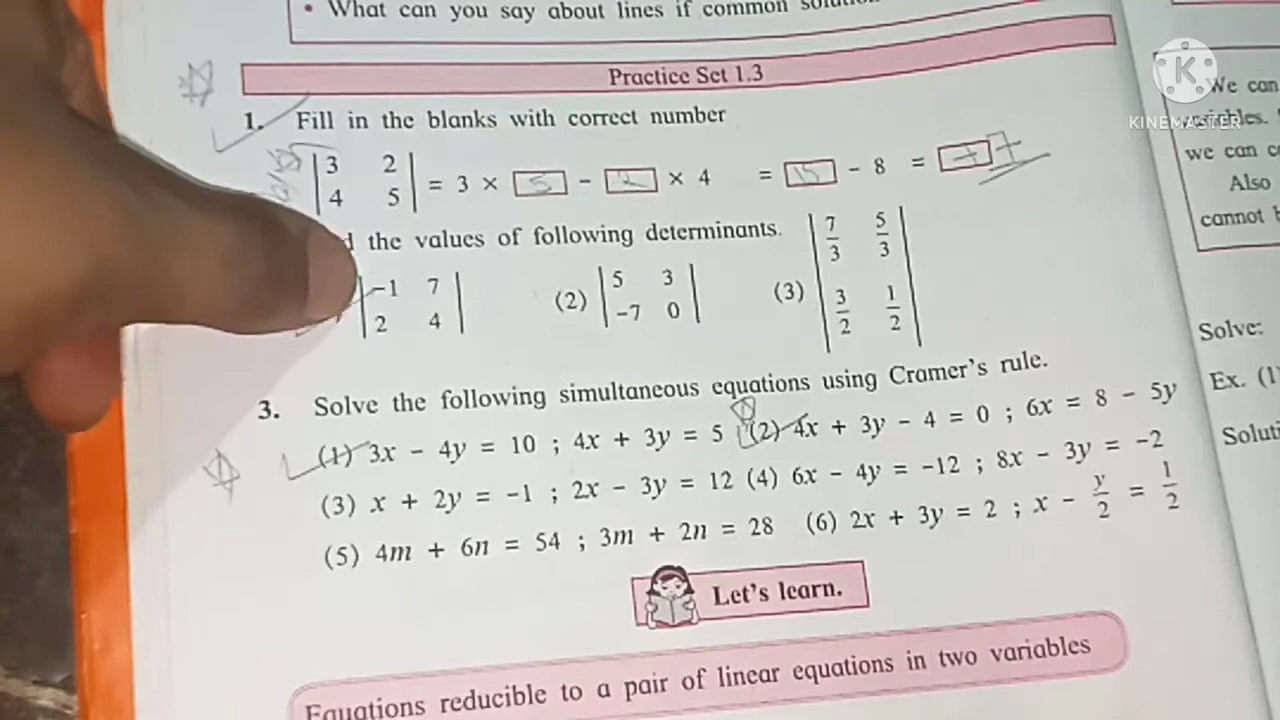 • What can you say about lines if common
Practice Set 1.3
1. Fill in the blanks with correct number
|3 2|
|4 5| = 3 × 5 − 2 × 4 = 15 − 8 = 7
the values of following determinants.
|−1 7|
|2 4|
(2) |5 3|
|−7 0|
(3) |7/3 5/3|
|3/2 1/2|
3. Solve the following simultaneous equations using Cramer's rule.
(1) 3x − 4y = 10 ; 4x + 3y = 5 (2) 4x + 3y − 4 = 0 ; 6x = 8 − 5y
(3) x + 2y = −1 ; 2x − 3y = 12 (4) 6x − 4y = −12 ; 8x − 3y = −2
(5) 4m + 6n = 54 ; 3m + 2n = 28 (6) 2x + 3y = 2 ; x − y/2 = 1/2
Let's learn.
Equations reducible to a pair of linear equations in two variables
We can
we can
Also
cannot
Solve:
Ex. (1)
K
KINEMASTER